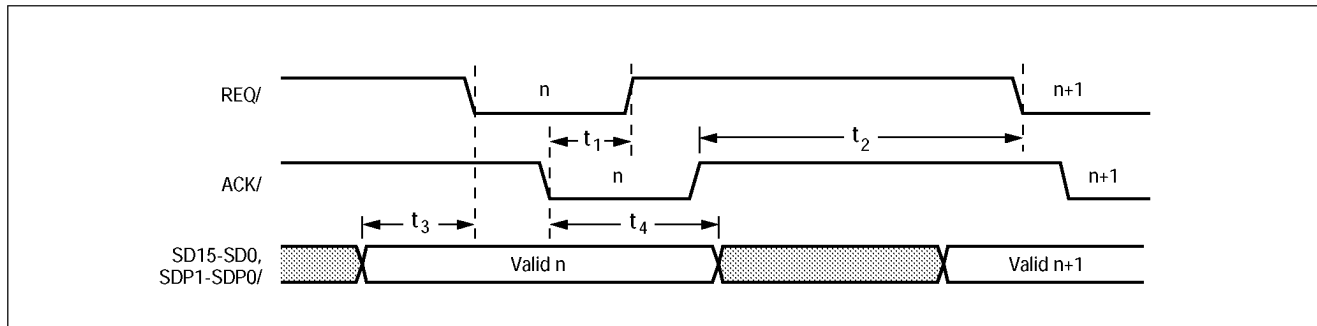 REQ/
n
n+1
t1
t2
ACK/
n
n+1
t3
t4
SD15-SD0,
SDP1-SDP0/
Valid n
Valid n+1